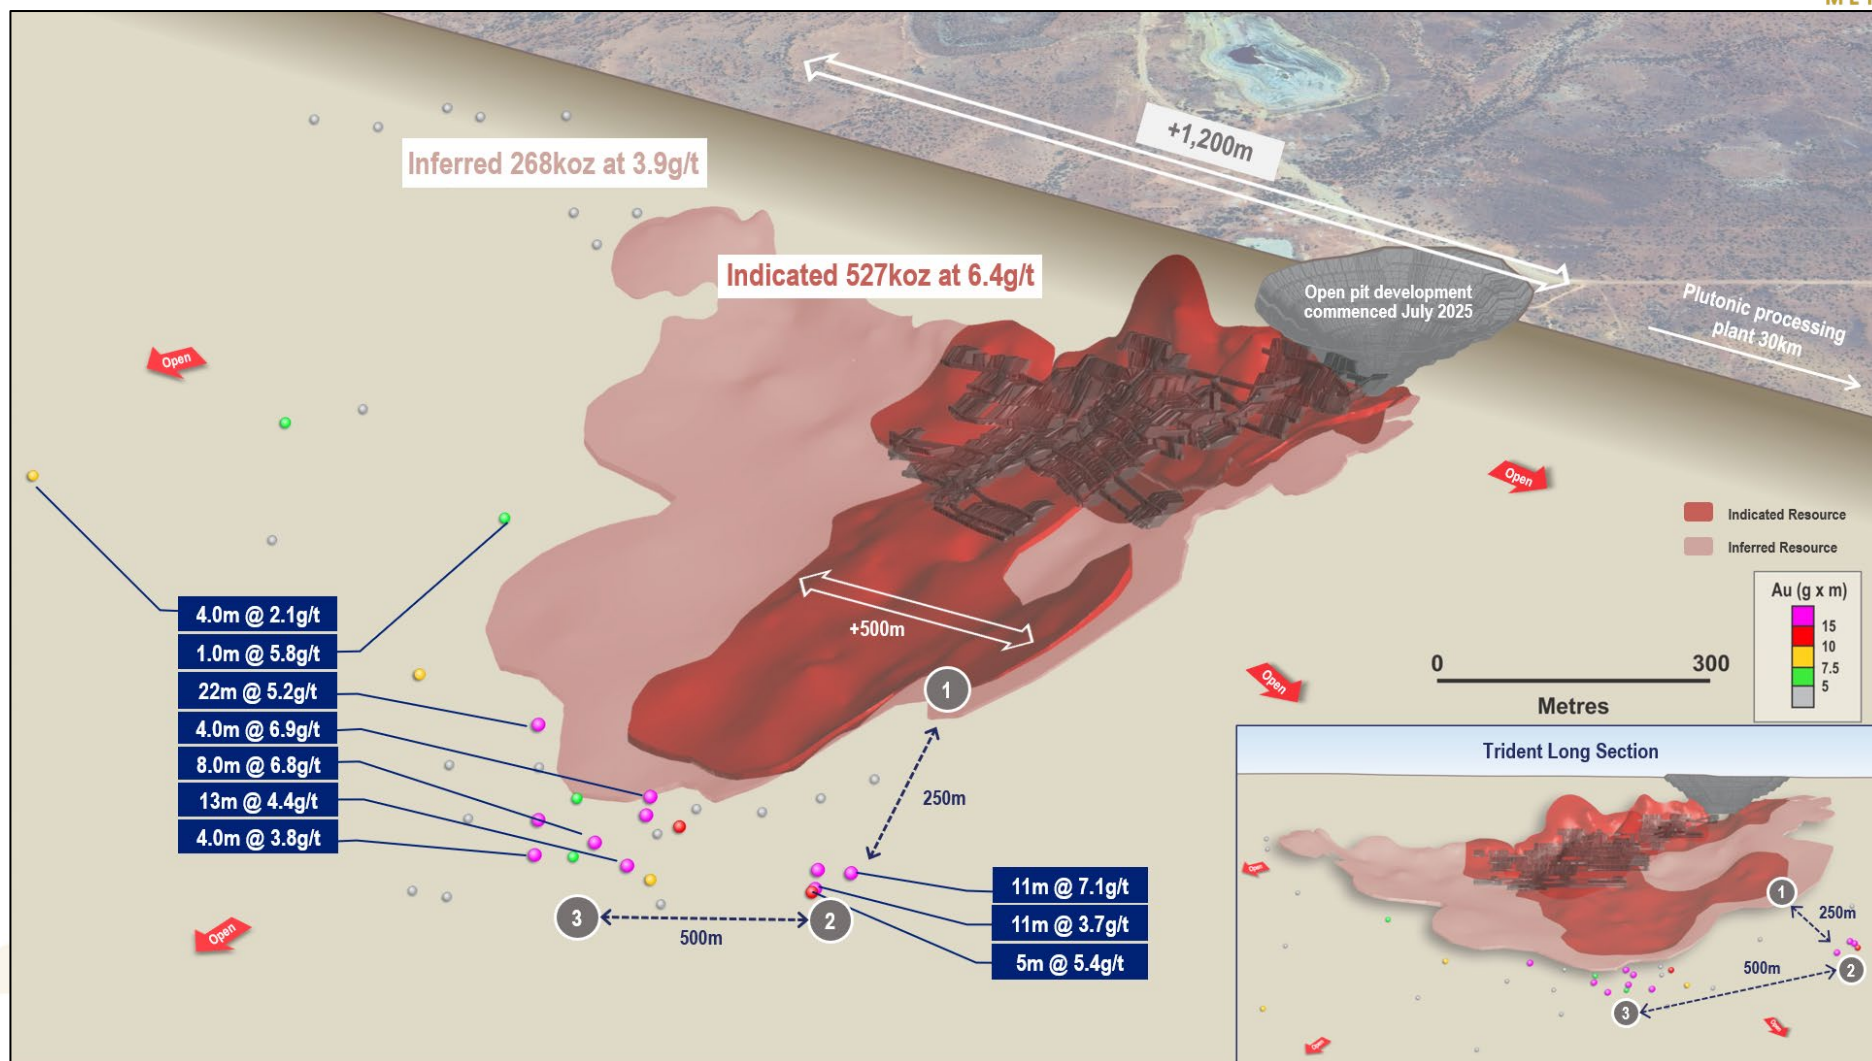 +1,200m
Inferred 268koz at 3.9g/t
Indicated 527koz at 6.4g/t
Open pit development
commenced July 2025
Plutonic processing
plant 30km
Open
Open
Indicated Resource
Inferred Resource
4.0m @ 2.1g/t
1.0m @ 5.8g/t
22m @ 5.2g/t
4.0m @ 6.9g/t
8.0m @ 6.8g/t
13m @ 4.4g/t
4.0m @ 3.8g/t
+500m
1
Open
0 300
Metres
Au (g x m)
15
10
7.5
5
250m
3
500m
2
Open
11m @ 7.1g/t
11m @ 3.7g/t
5m @ 5.4g/t
Trident Long Section
Open
1
250m
500m
2
3
Open
Open